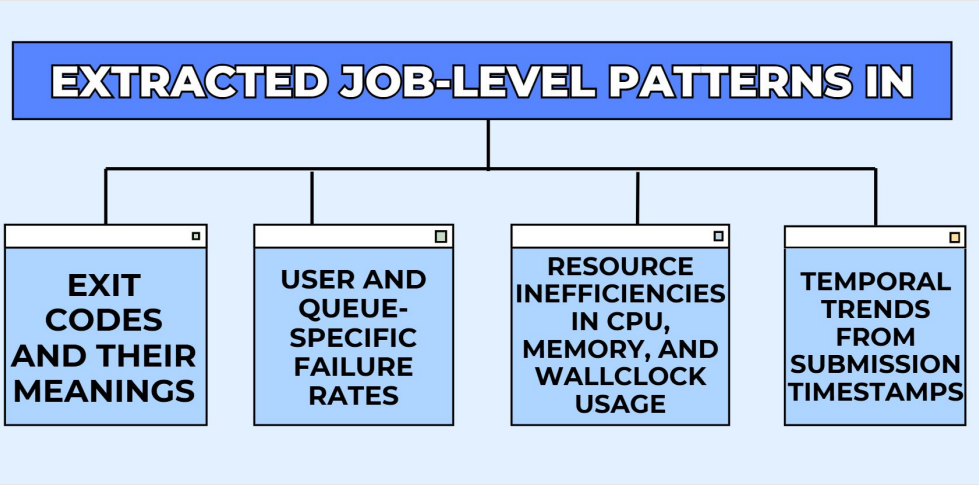 EXTRACTED JOB-LEVEL PATTERNS IN
EXIT
CODES
AND THEIR
MEANINGS
USER AND
QUEUE-
SPECIFIC
FAILURE
RATES
RESOURCE
INEFFICIENCIES
IN CPU,
MEMORY, AND
WALLCLOCK
USAGE
TEMPORAL
TRENDS
FROM
SUBMISSION
TIMESTAMPS